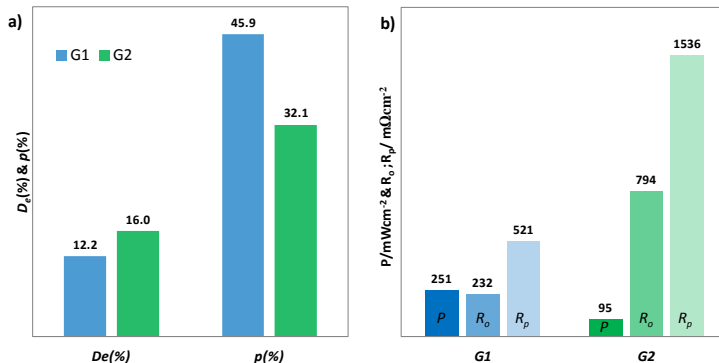 a)
G1 G2
45.9
32.1
16.0
12.2
De(%) & p(%)
De(%) p(%)
b)
1536
794
521
251
232
95
P/mWcm-2 & Ro ;Rp/ mΩcm-2
P Ro Rp P Ro Rp
G1 G2